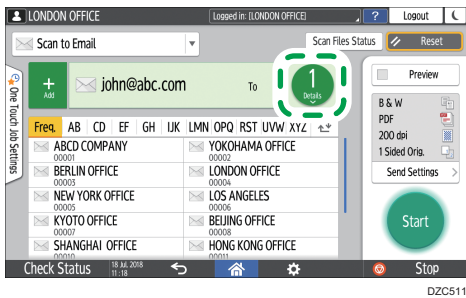 LONDON OFFICE
Logged in: [LONDON OFFICE]
?
Logout
Scan to Email
Scan Files Status
Reset
One Touch Job Settings
+
Add
john@abc.com
To
1
Details
Preview
B & W
PDF
200 dpi
1 Sided Orig.
Send Settings
Freq.
AB
CD
EF
GH
IJK
LMN
OPQ
RST
UVW
XYZ
ABCD COMPANY
00001
YOKOHAMA OFFICE
00002
BERLIN OFFICE
00003
LONDON OFFICE
00004
NEW YORK OFFICE
00005
LOS ANGELES
00006
KYOTO OFFICE
00007
BEIJING OFFICE
00008
SHANGHAI OFFICE
00010
HONG KONG OFFICE
00011
Start
Check Status
18 Jul. 2018
11 :18
Stop
DZC511